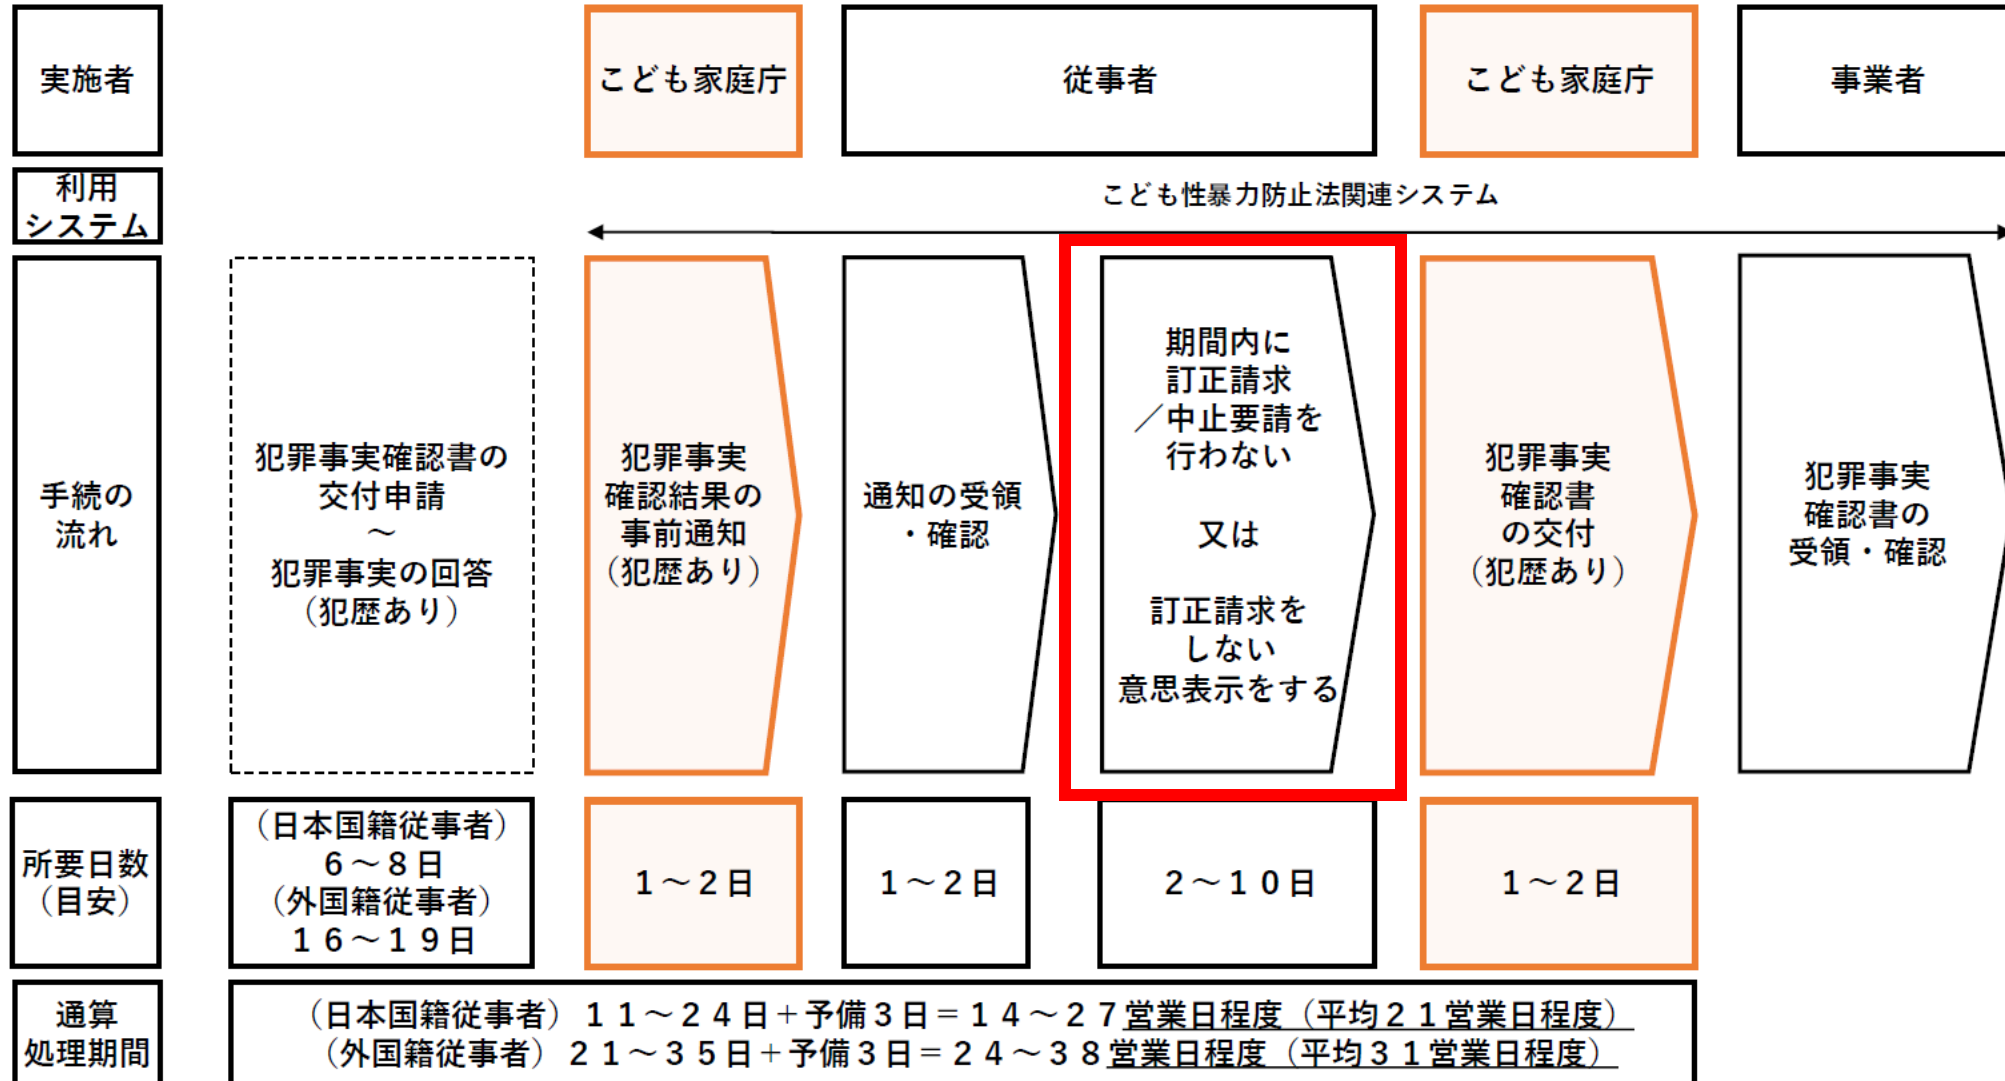 実施者
こども家庭庁
従事者
こども家庭庁
事業者
利用
システム
こども性暴力防止法関連システム
手続の
流れ
犯罪事実確認書の
交付申請
～
犯罪事実の回答
（犯歴あり）
犯罪事実
確認結果の
事前通知
（犯歴あり）
通知の受領
・確認
期間内に
訂正請求
／中止要請を
行わない
又は
訂正請求を
しない
意思表示をする
犯罪事実
確認書
の交付
（犯歴あり）
犯罪事実
確認書の
受領・確認
所要日数
（目安）
（日本国籍従事者）
６～８日
（外国籍従事者）
１６～１９日
１～２日
１～２日
２～１０日
１～２日
通算
処理期間
（日本国籍従事者）１１～２４日＋予備３日＝１４～２７営業日程度（平均２１営業日程度）
（外国籍従事者）２１～３５日＋予備３日＝２４～３８営業日程度（平均３１営業日程度）